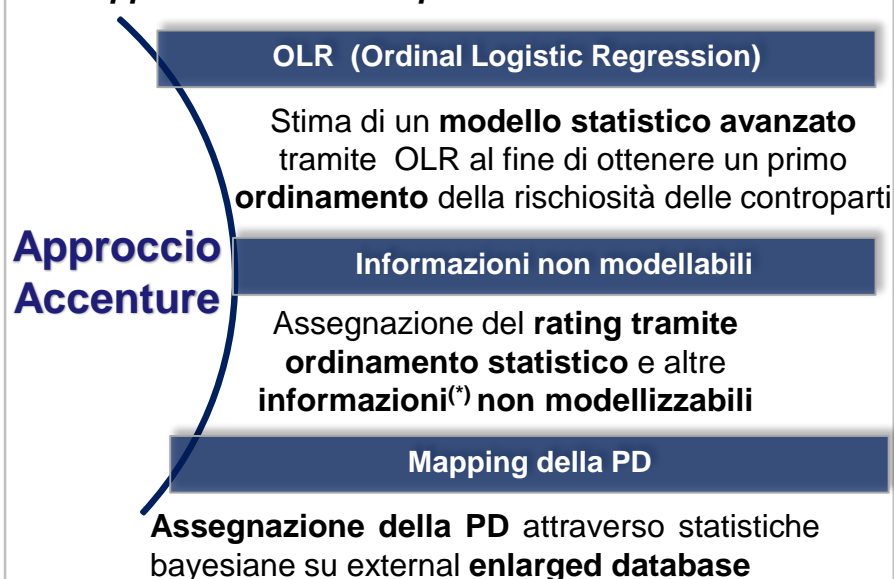 OLR (Ordinal Logistic Regression)
Stima di un modello statistico avanzato
tramite OLR al fine di ottenere un primo
ordinamento della rischiosità delle controparti
Approccio
Accenture
Informazioni non modellabili
Assegnazione del rating tramite
ordinamento statistico e altre
informazioni(*) non modellizzabili
Mapping della PD
Assegnazione della PD attraverso statistiche
bayesiane su external enlarged database